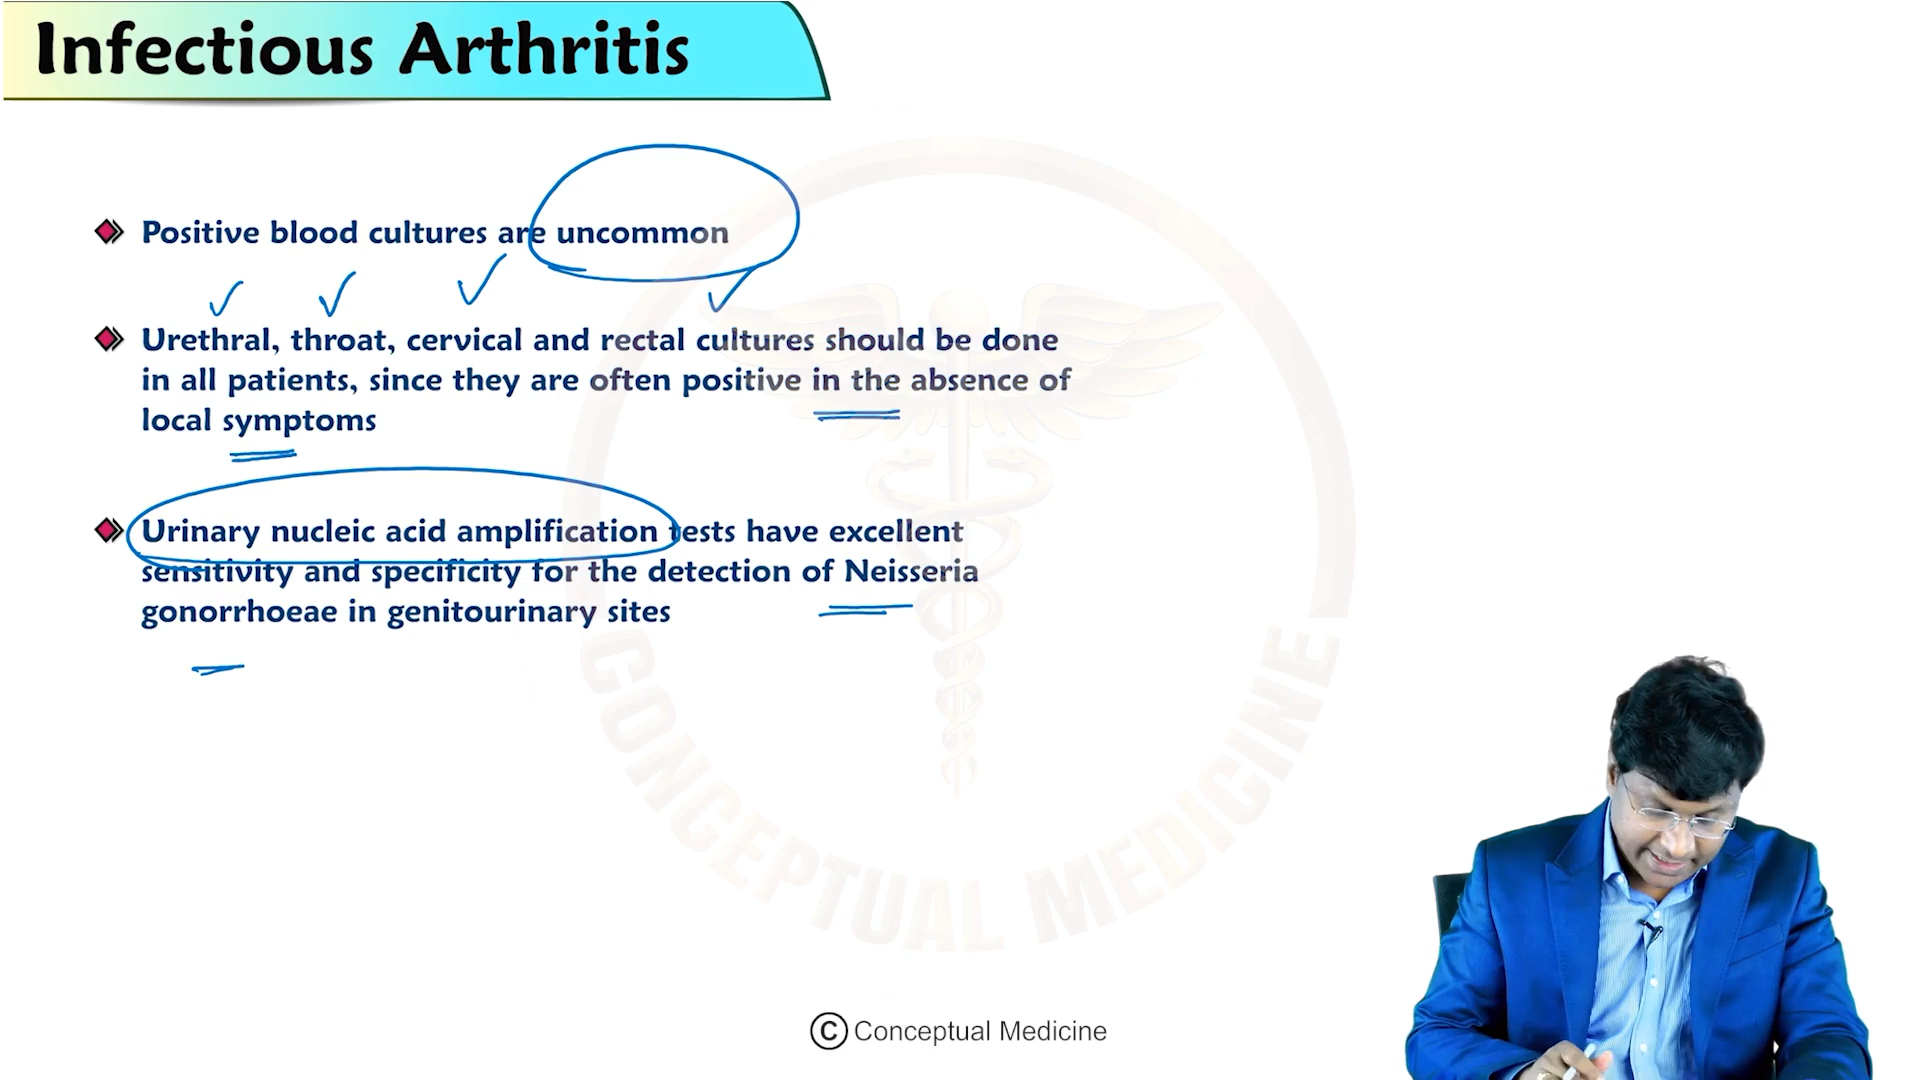 Infectious Arthritis
Positive blood cultures are uncommon
Urethral, throat, cervical and rectal cultures should be done
in all patients, since they are often positive in the absence of
local symptoms
Urinary nucleic acid amplification tests have excellent
sensitivity and specificity for the detection of Neisseria
gonorrhoeae in genitourinary sites
CONCEPTUAL MEDICINE
© Conceptual Medicine